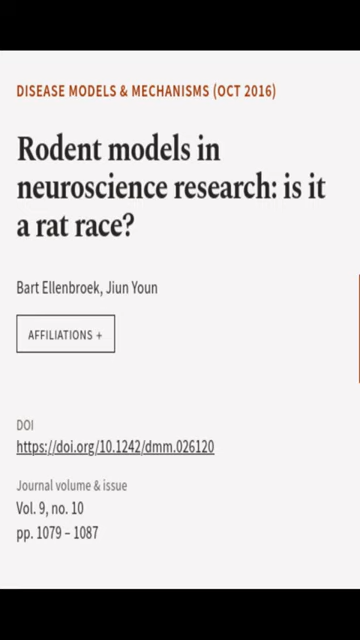 DISEASE MODELS & MECHANISMS (OCT 2016)
Rodent models in
neuroscience research: is it
a rat race?
Bart Ellenbroek, Jiun Youn
AFFILIATIONS +
DOI
https://doi.org/10.1242/dmm.026120
Journal volume & issue
Vol. 9, no. 10
pp. 1079 – 1087